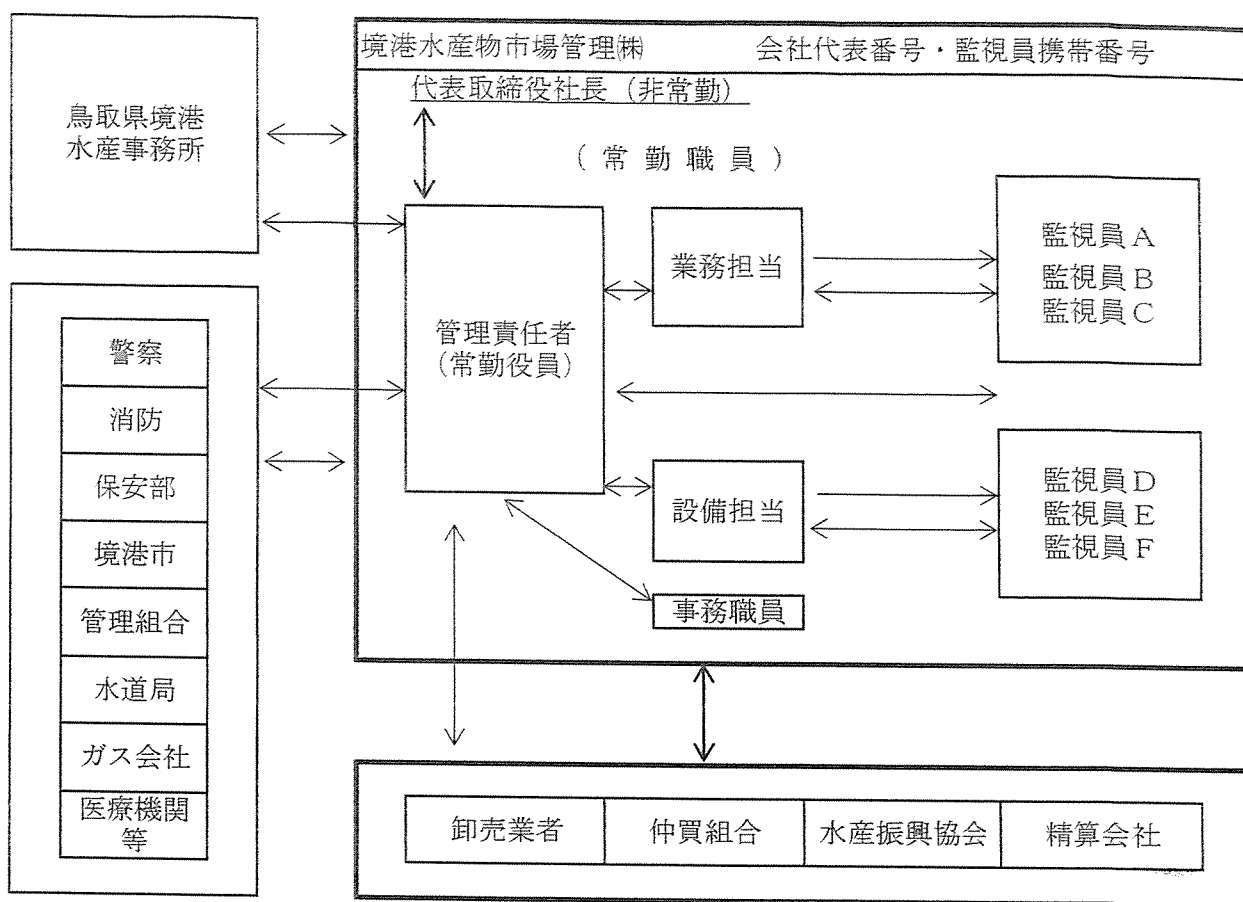 境港水産物市場管理㈱ 会社代表番号・監視員携帯番号
代表取締役社長（非常勤）
（常勤職員）
鳥取県境港
水産事務所
管理責任者
（常勤役員）
業務担当
監視員A
監視員B
監視員C
設備担当
監視員D
監視員E
監視員F
事務職員
警察
消防
保安部
境港市
管理組合
水道局
ガス会社
医療機関
等
卸売業者
仲買組合
水産振興協会
精算会社